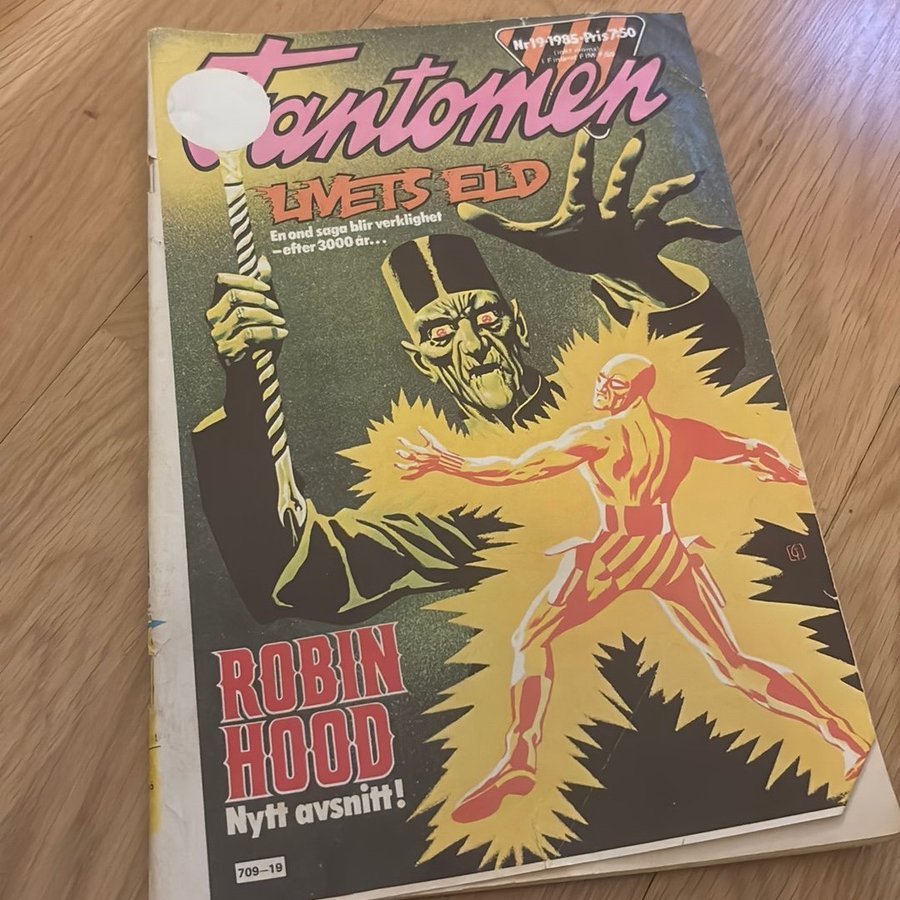 Nr 19·1985·Pris 7:50
Fantomen
LIVETS ELD
En ond saga blir verklighet
–efter 3000 år...
[G]
ROBIN
HOOD
Nytt avsnitt!
709–19